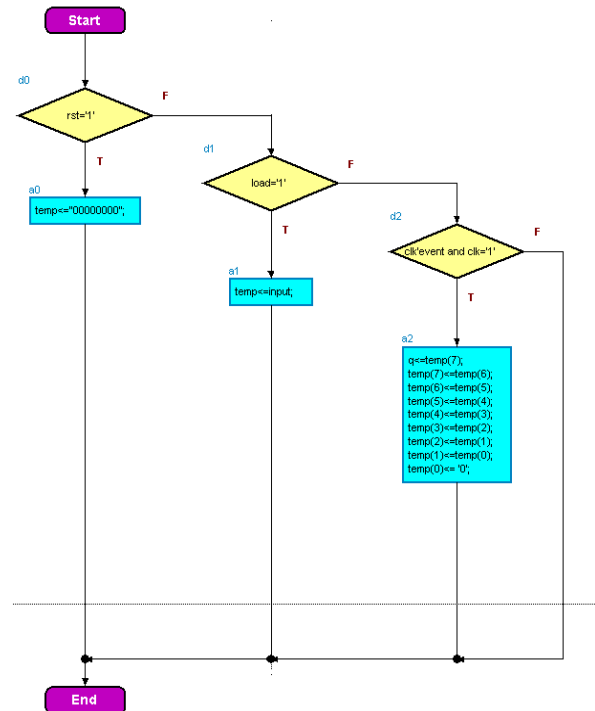 Start
d0
F
rst='1'
T
d1
F
load='1'
T
a0
temp<="00000000";
d2
F
clk'event and clk='1'
T
a1
temp<=input;
a2
q<=temp(7);
temp(7)<=temp(6);
temp(6)<=temp(5);
temp(5)<=temp(4);
temp(4)<=temp(3);
temp(3)<=temp(2);
temp(2)<=temp(1);
temp(1)<=temp(0);
temp(0)<= '0';
End